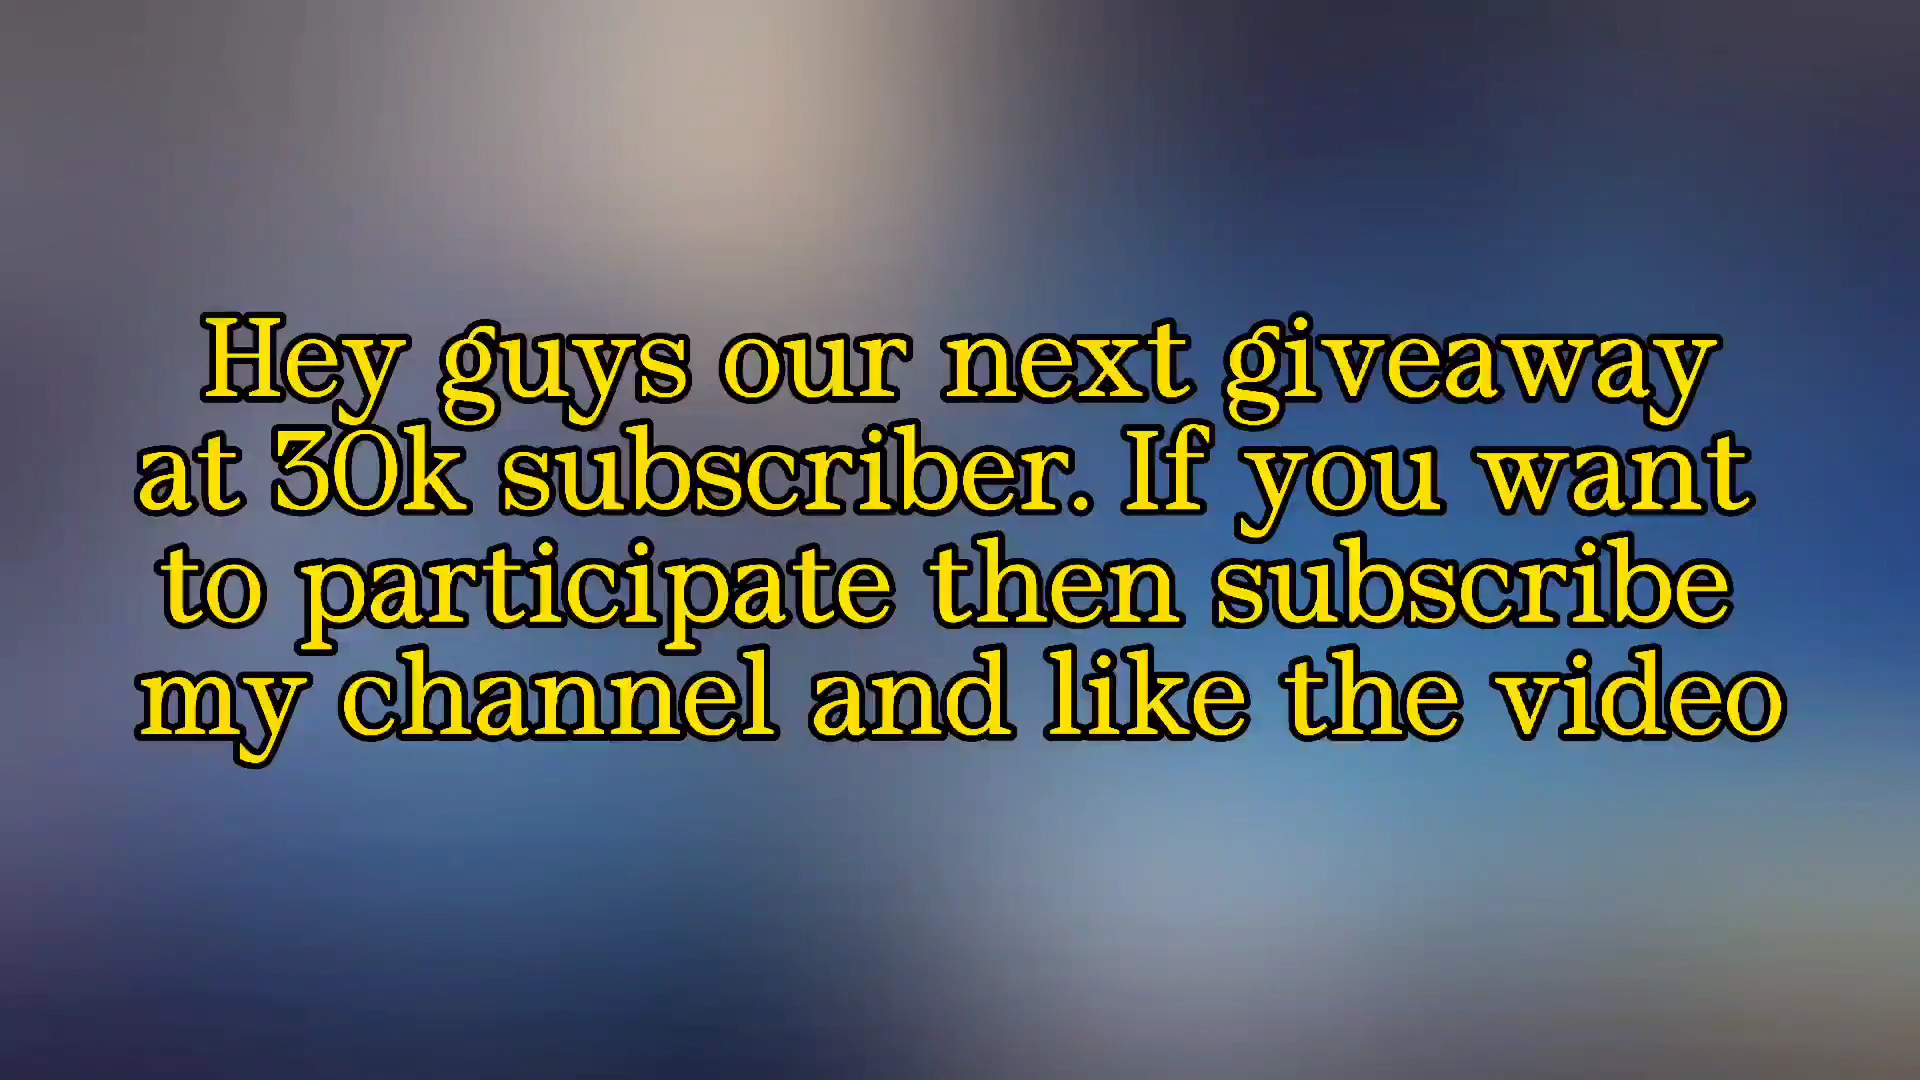 Hey guys our next giveaway
at 30k subscriber. If you want
to participate then subscribe
my channel and like the video